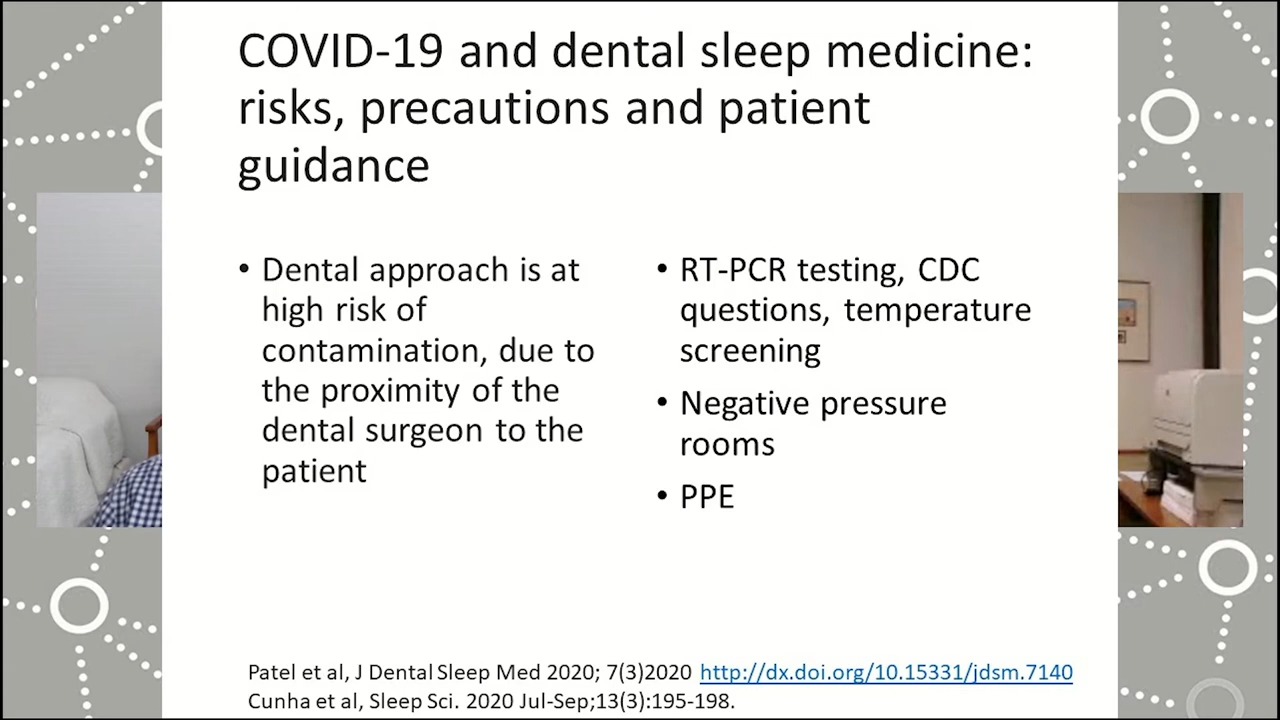 COVID-19 and dental sleep medicine:
risks, precautions and patient
guidance
• Dental approach is at
high risk of
contamination, due to
the proximity of the
dental surgeon to the
patient
• RT-PCR testing, CDC
questions, temperature
screening
• Negative pressure
rooms
• PPE
Patel et al, J Dental Sleep Med 2020; 7(3)2020 http://dx.doi.org/10.15331/jdsm.7140
Cunha et al, Sleep Sci. 2020 Jul-Sep;13(3):195-198.